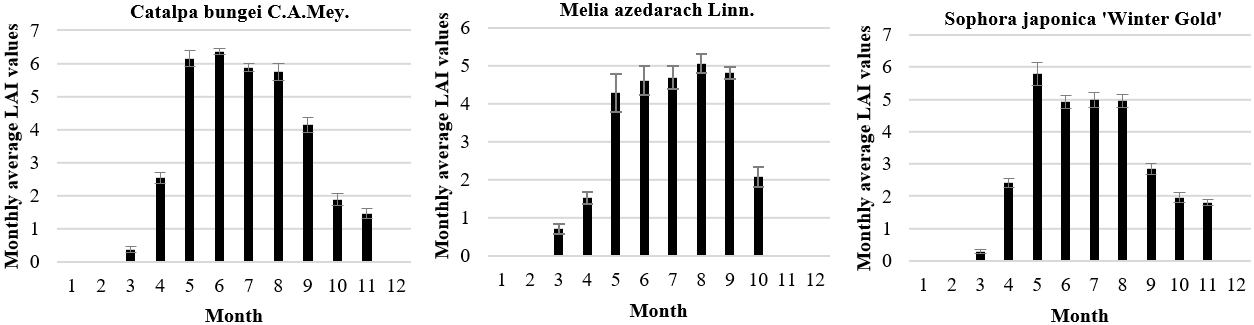 Catalpa bungei C.A.Mey.
Monthly average LAI values
7
6
5
4
3
2
1
0
1 2 3 4 5 6 7 8 9 10 11 12
Month
Melia azedarach Linn.
Monthly average LAI values
6
5
4
3
2
1
0
1 2 3 4 5 6 7 8 9 10 11 12
Month
Sophora japonica 'Winter Gold'
Monthly average LAI values
7
6
5
4
3
2
1
0
1 2 3 4 5 6 7 8 9 10 11 12
Month